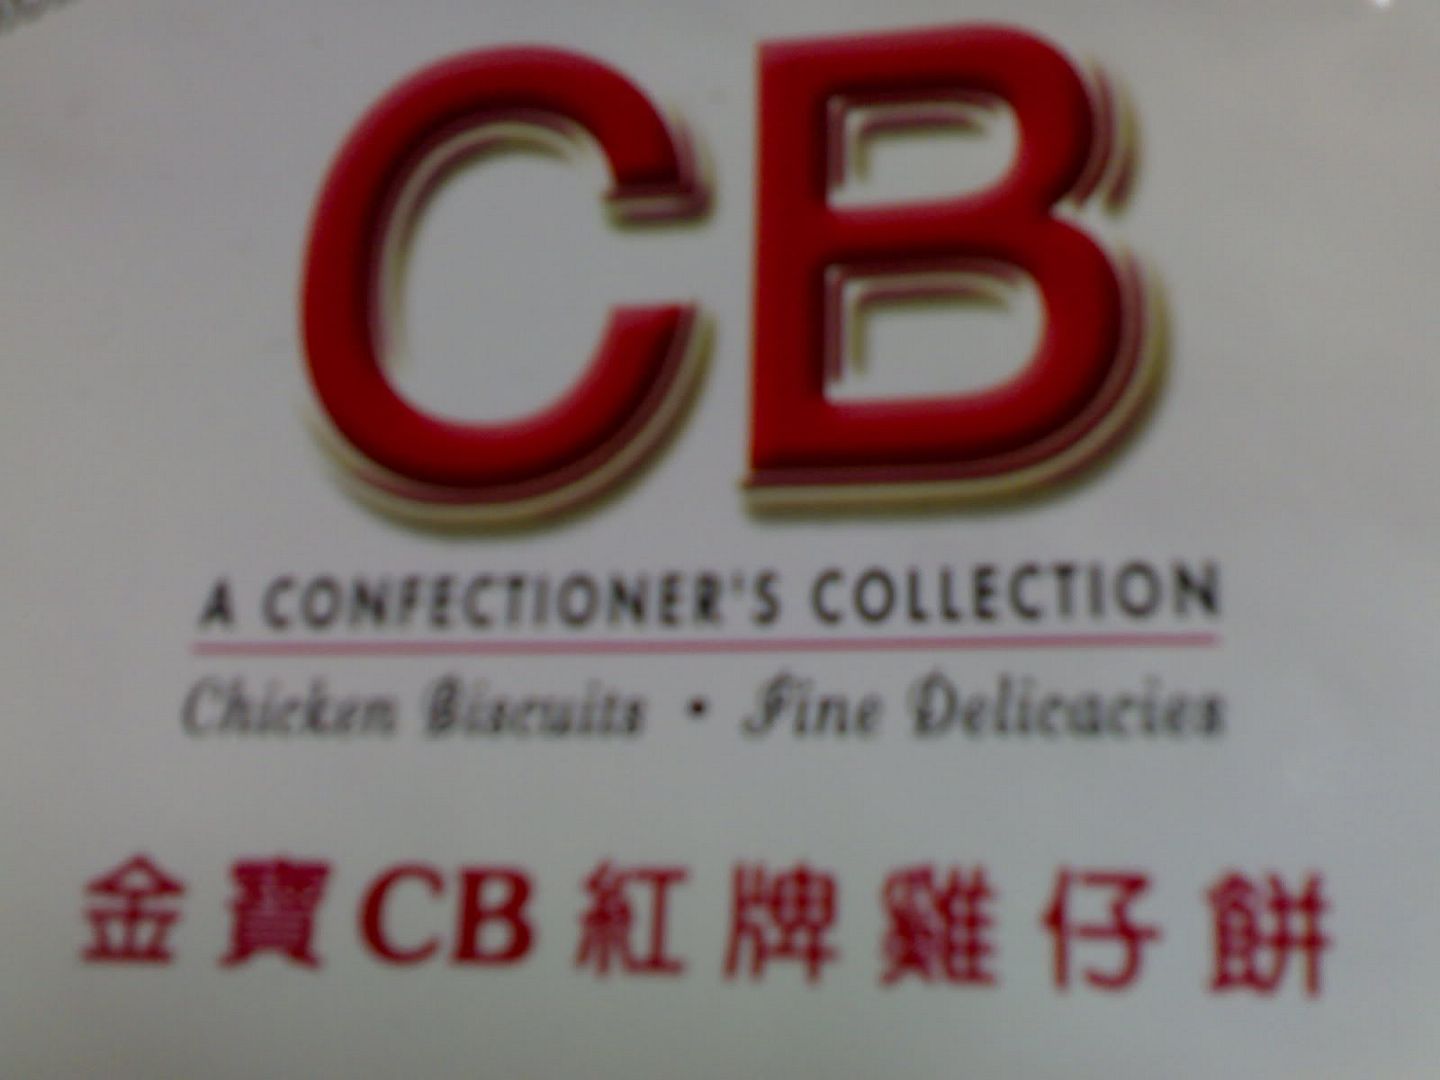 CB
A CONFECTIONER'S COLLECTION
Chicken Biscuits • Fine Delicacies
金寶CB紅牌雞仔餅